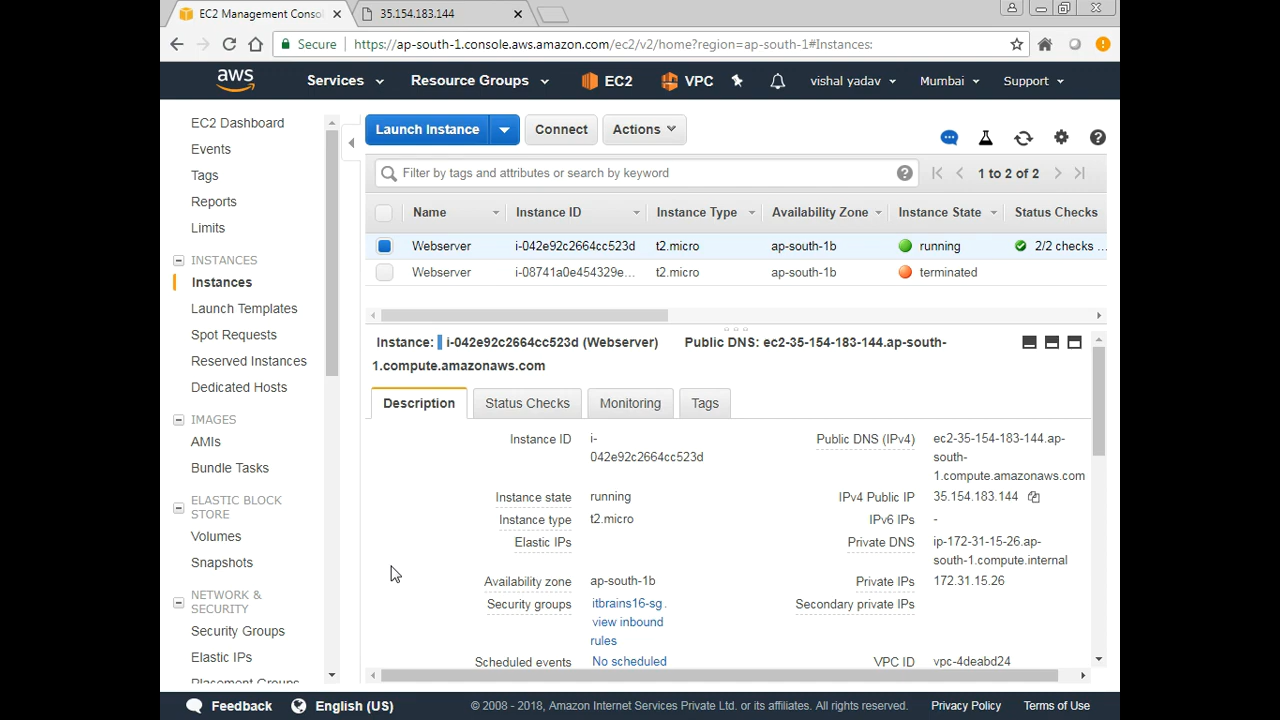 EC2 Management Consol
35.154.183.144
Secure
https://ap-south-1.console.aws.amazon.com/ec2/v2/home?region=ap-south-1#Instances:
aws
Services
Resource Groups
EC2
VPC
vishal yadav
Mumbai
Support
EC2 Dashboard
Events
Tags
Reports
Limits
INSTANCES
Instances
Launch Templates
Spot Requests
Reserved Instances
Dedicated Hosts
IMAGES
AMIs
Bundle Tasks
ELASTIC BLOCK
STORE
Volumes
Snapshots
NETWORK &
SECURITY
Security Groups
Elastic IPs
Placement Groups
Launch Instance
Connect
Actions
Filter by tags and attributes or search by keyword
1 to 2 of 2
Name Instance ID Instance Type Availability Zone Instance State Status Checks
Webserver i-042e92c2664cc523d t2.micro ap-south-1b running 2/2 checks ...
Webserver i-08741a0e454329e... t2.micro ap-south-1b terminated
Instance: i-042e92c2664cc523d (Webserver) Public DNS: ec2-35-154-183-144.ap-south-
1.compute.amazonaws.com
Description
Status Checks
Monitoring
Tags
Instance ID
i-
042e92c2664cc523d
Instance state running
Instance type t2.micro
Elastic IPs
Availability zone ap-south-1b
Security groups itbrains16-sg.
view inbound
rules
Scheduled events No scheduled
Public DNS (IPv4) ec2-35-154-183-144.ap-
south-
1.compute.amazonaws.com
IPv4 Public IP 35.154.183.144
IPv6 IPs -
Private DNS ip-172-31-15-26.ap-
south-1.compute.internal
Private IPs 172.31.15.26
Secondary private IPs
VPC ID vpc-4deabd24
Feedback
English (US)
© 2008 - 2018, Amazon Internet Services Private Ltd. or its affiliates. All rights reserved.
Privacy Policy
Terms of Use